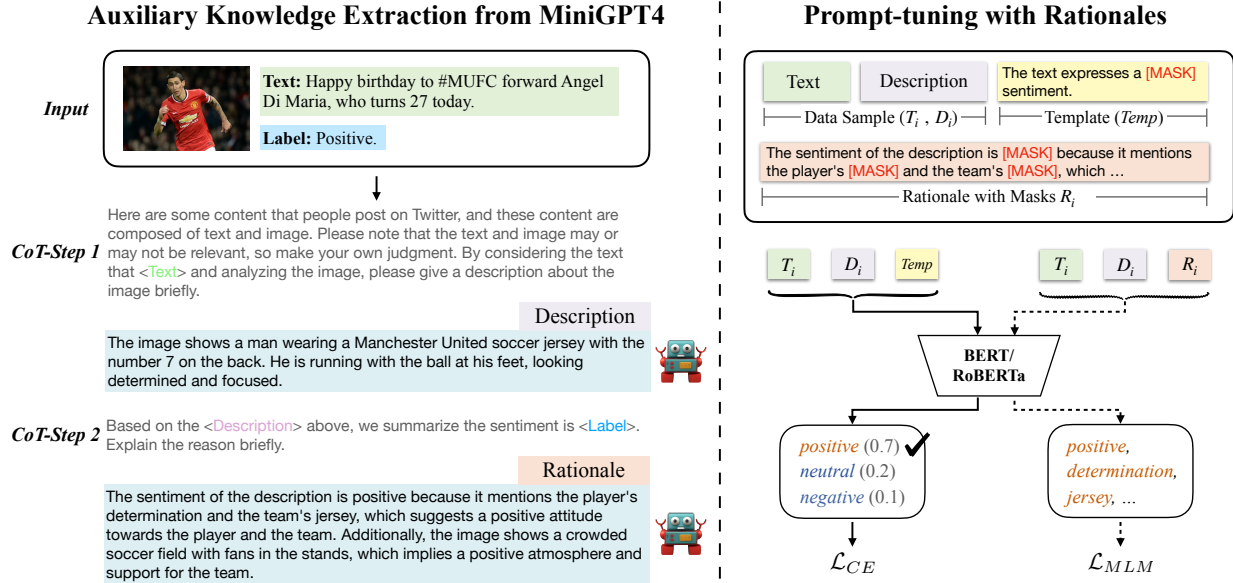 Auxiliary Knowledge Extraction from MiniGPT4
Input
Text: Happy birthday to #MUFC forward Angel
Di Maria, who turns 27 today.
Label: Positive.
CoT-Step 1
Here are some content that people post on Twitter, and these content are
composed of text and image. Please note that the text and image may or
may not be relevant, so make your own judgment. By considering the text
that <Text> and analyzing the image, please give a description about the
image briefly.
Description
The image shows a man wearing a Manchester United soccer jersey with the
number 7 on the back. He is running with the ball at his feet, looking
determined and focused.
CoT-Step 2
Based on the <Description> above, we summarize the sentiment is <Label>.
Explain the reason briefly.
Rationale
The sentiment of the description is positive because it mentions the player's
determination and the team's jersey, which suggests a positive attitude
towards the player and the team. Additionally, the image shows a crowded
soccer field with fans in the stands, which implies a positive atmosphere and
support for the team.
Prompt-tuning with Rationales
Text
Description
The text expresses a [MASK]
sentiment.
Data Sample (T_i , D_i)
Template (Temp)
The sentiment of the description is [MASK] because it mentions
the player's [MASK] and the team's [MASK], which ...
Rationale with Masks R_i
T_i D_i Temp
T_i D_i R_i
BERT/
RoBERTa
positive (0.7)
neutral (0.2)
negative (0.1)
positive,
determination,
jersey, ...
L_CE
L_MLM